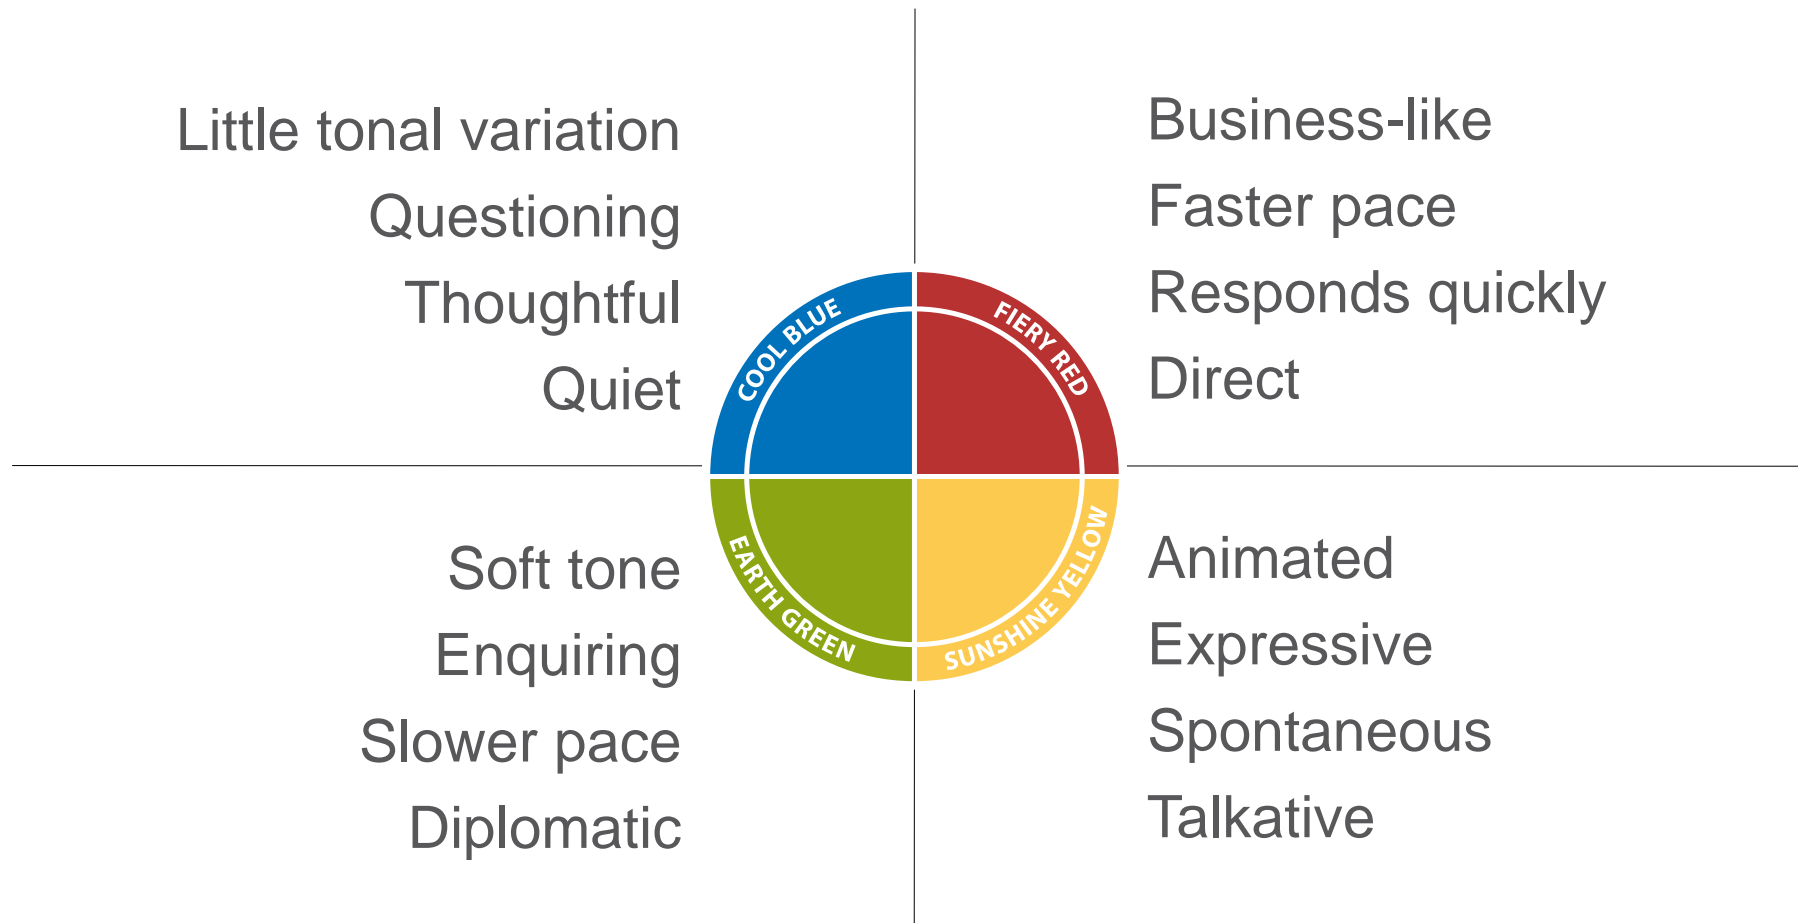 Little tonal variation
Questioning
Thoughtful
Quiet
Business-like
Faster pace
Responds quickly
Direct
COOL BLUE
FIERY RED
EARTH GREEN
SUNSHINE YELLOW
Soft tone
Enquiring
Slower pace
Diplomatic
Animated
Expressive
Spontaneous
Talkative